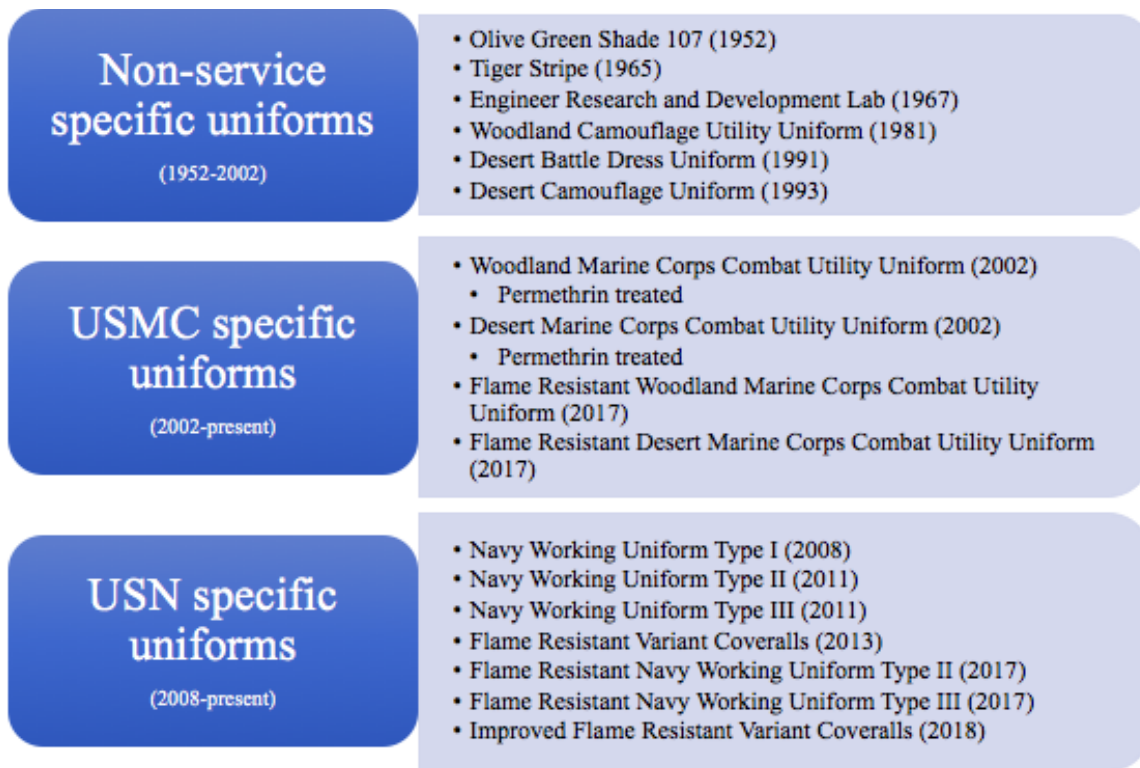 Non-service
specific uniforms
(1952-2002)
• Olive Green Shade 107 (1952)
• Tiger Stripe (1965)
• Engineer Research and Development Lab (1967)
• Woodland Camouflage Utility Uniform (1981)
• Desert Battle Dress Uniform (1991)
• Desert Camouflage Uniform (1993)
USMC specific
uniforms
(2002-present)
• Woodland Marine Corps Combat Utility Uniform (2002)
• Permethrin treated
• Desert Marine Corps Combat Utility Uniform (2002)
• Permethrin treated
• Flame Resistant Woodland Marine Corps Combat Utility
Uniform (2017)
• Flame Resistant Desert Marine Corps Combat Utility Uniform
(2017)
USN specific
uniforms
(2008-present)
• Navy Working Uniform Type I (2008)
• Navy Working Uniform Type II (2011)
• Navy Working Uniform Type III (2011)
• Flame Resistant Variant Coveralls (2013)
• Flame Resistant Navy Working Uniform Type II (2017)
• Flame Resistant Navy Working Uniform Type III (2017)
• Improved Flame Resistant Variant Coveralls (2018)